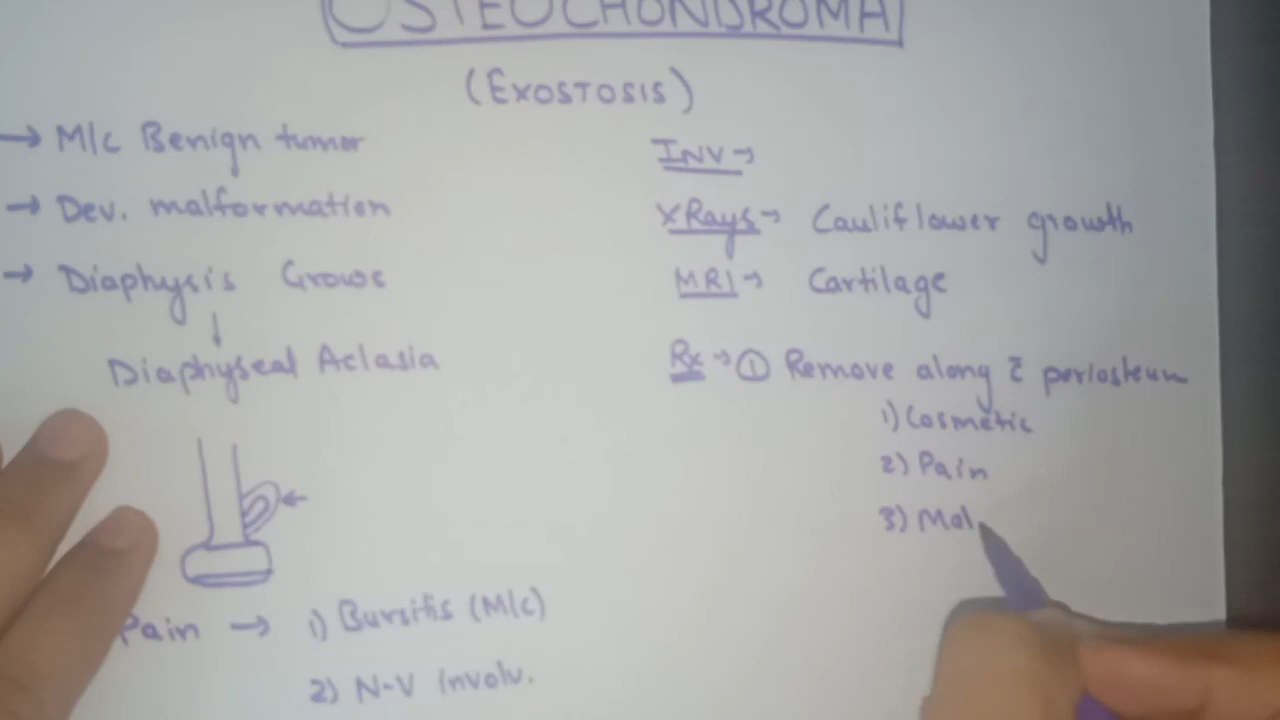 OSTEOCHONDROMA
(EXOSTOSIS)
→ M/c Benign tumor
→ Dev. malformation
→ Diaphysis Grows
↓
Diaphyseal Aclasia
Pain → 1) Bursitis (M/c)
2) N-V involv.
INV →
XRays → Cauliflower growth
MRI → Cartilage
Rx → ① Remove along c̄ periosteum
1) Cosmetic
2) Pain
3) Mal